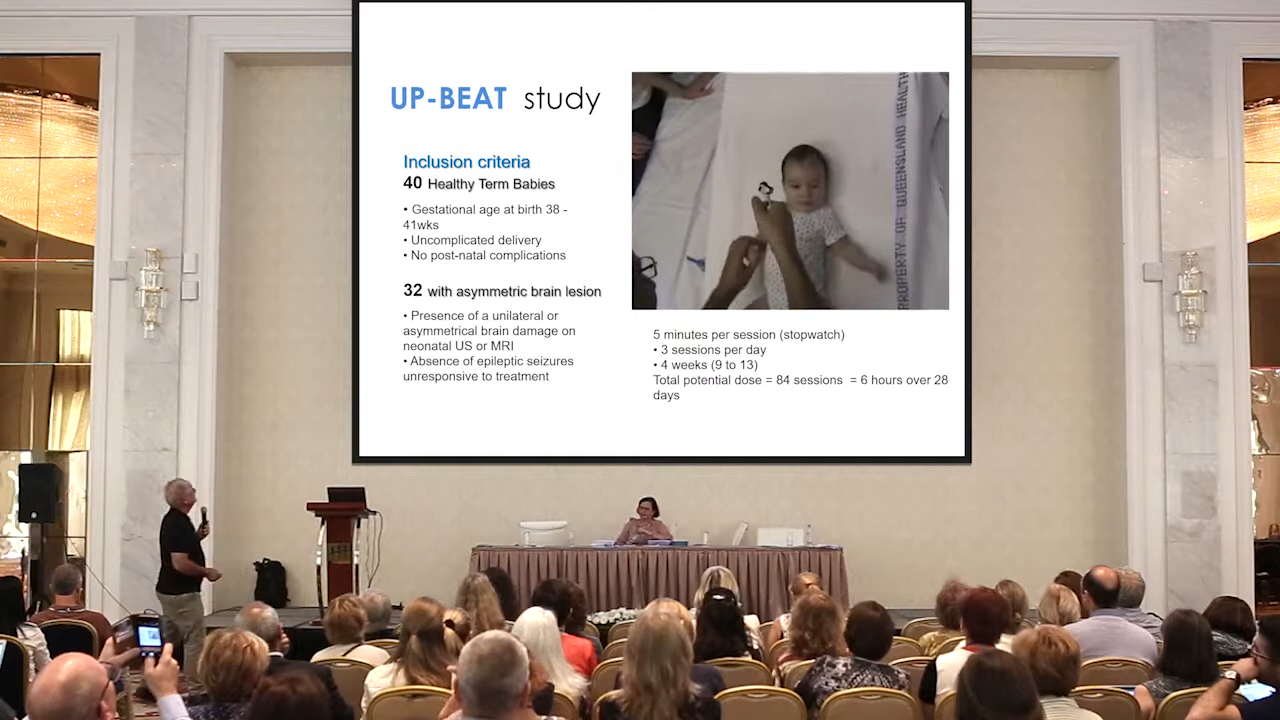 UP-BEAT study
Inclusion criteria
40 Healthy Term Babies
• Gestational age at birth 38 -
41wks
• Uncomplicated delivery
• No post-natal complications
32 with asymmetric brain lesion
• Presence of a unilateral or
asymmetrical brain damage on
neonatal US or MRI
• Absence of epileptic seizures
unresponsive to treatment
PROPERTY OF QUEENSLAND HEALTH
5 minutes per session (stopwatch)
• 3 sessions per day
• 4 weeks (9 to 13)
Total potential dose = 84 sessions = 6 hours over 28
days